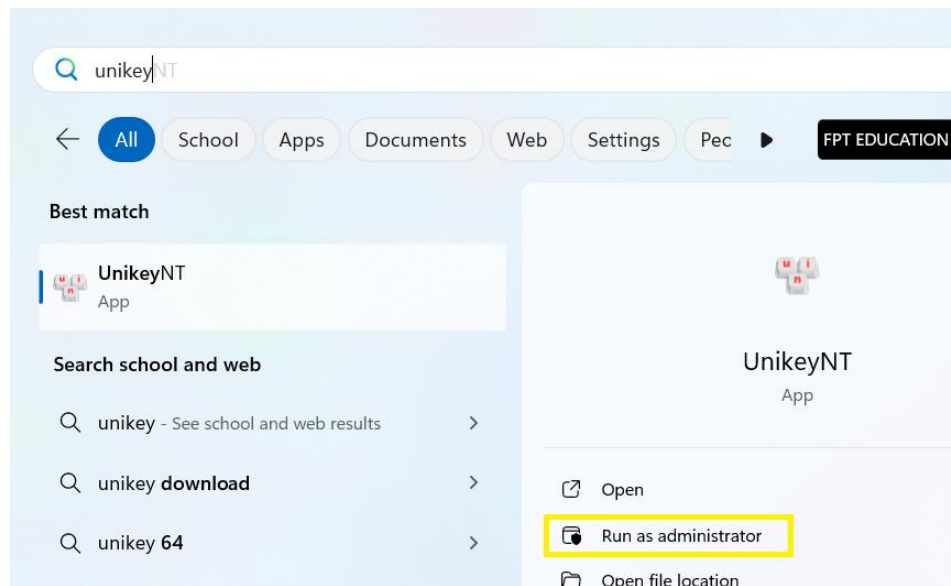 unikeyNT
All School Apps Documents Web Settings Peo FPT EDUCATION
Best match
UnikeyNT
App
Search school and web
unikey - See school and web results
unikey download
unikey 64
UnikeyNT
App
Open
Run as administrator
Open file location